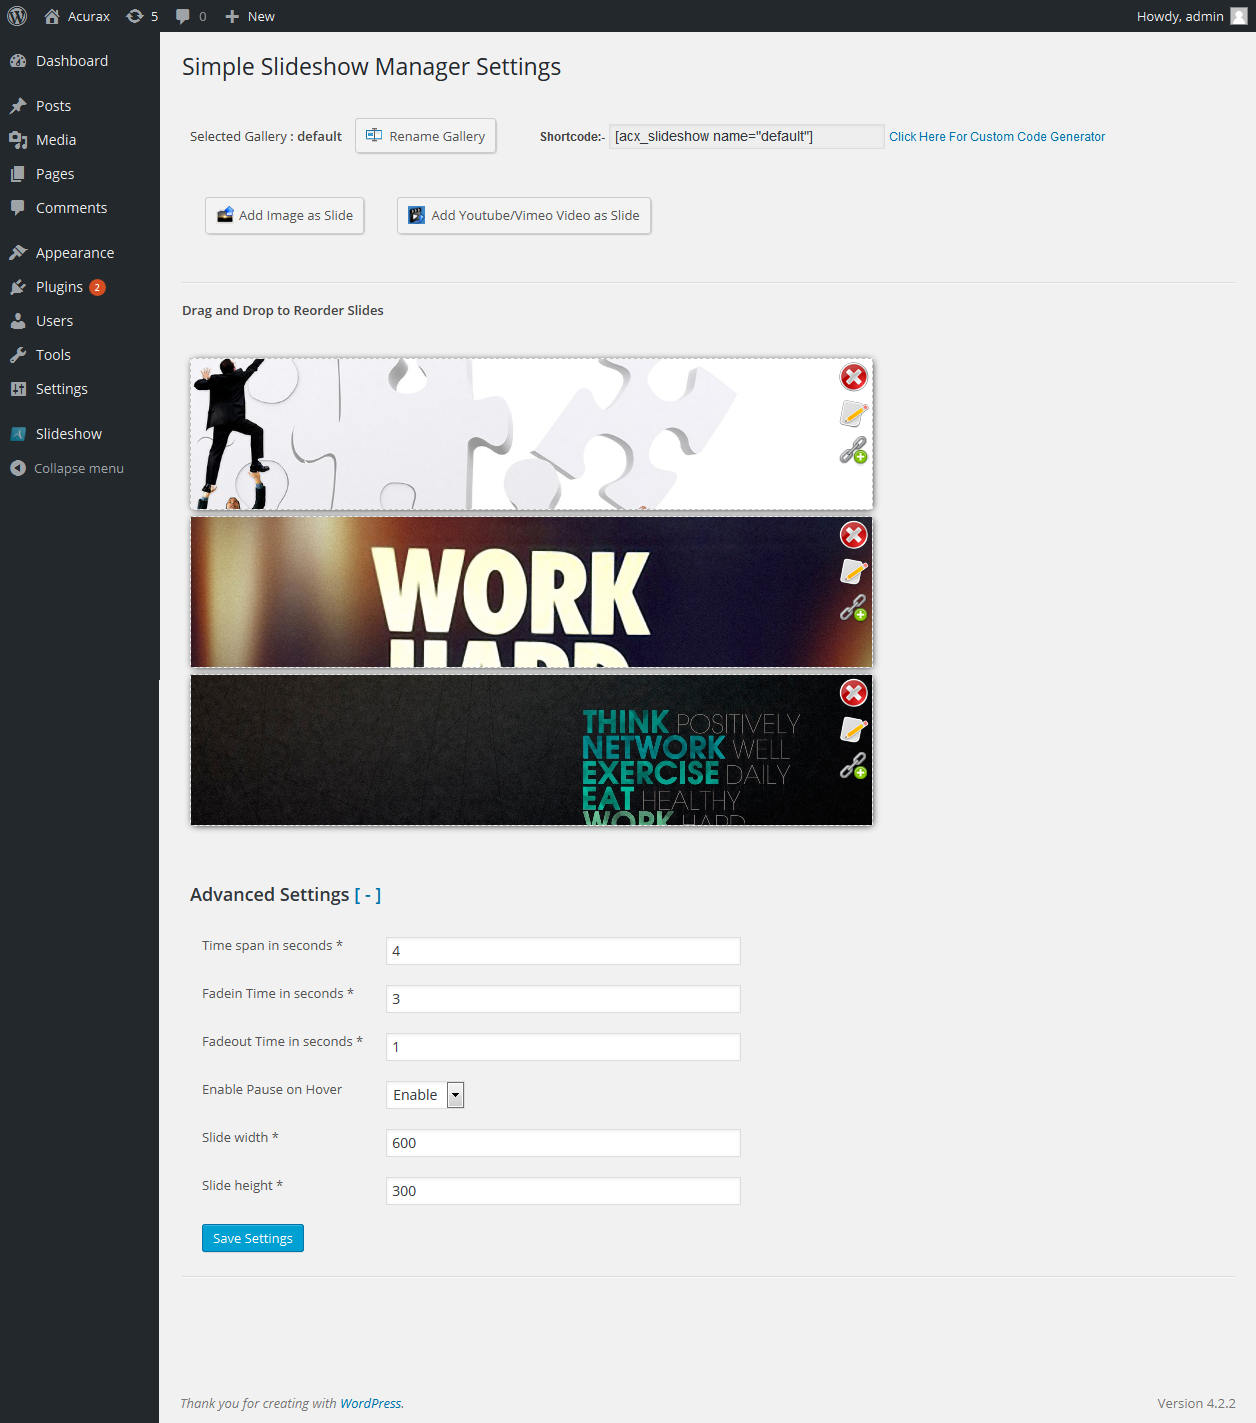 Acurax 5 0 New Howdy, admin
Dashboard
Posts
Media
Pages
Comments
Appearance
Plugins 2
Users
Tools
Settings
Slideshow
Collapse menu
Simple Slideshow Manager Settings
Selected Gallery : default Rename Gallery Shortcode:- [acx_slideshow name="default"] Click Here For Custom Code Generator
Add Image as Slide Add Youtube/Vimeo Video as Slide
Drag and Drop to Reorder Slides
WORK
HARD
THINK POSITIVELY
NETWORK WELL
EXERCISE DAILY
EAT HEALTHY
WORK HARD
Advanced Settings [ - ]
Time span in seconds * 4
Fadein Time in seconds * 3
Fadeout Time in seconds * 1
Enable Pause on Hover Enable
Slide width * 600
Slide height * 300
Save Settings
Thank you for creating with WordPress. Version 4.2.2